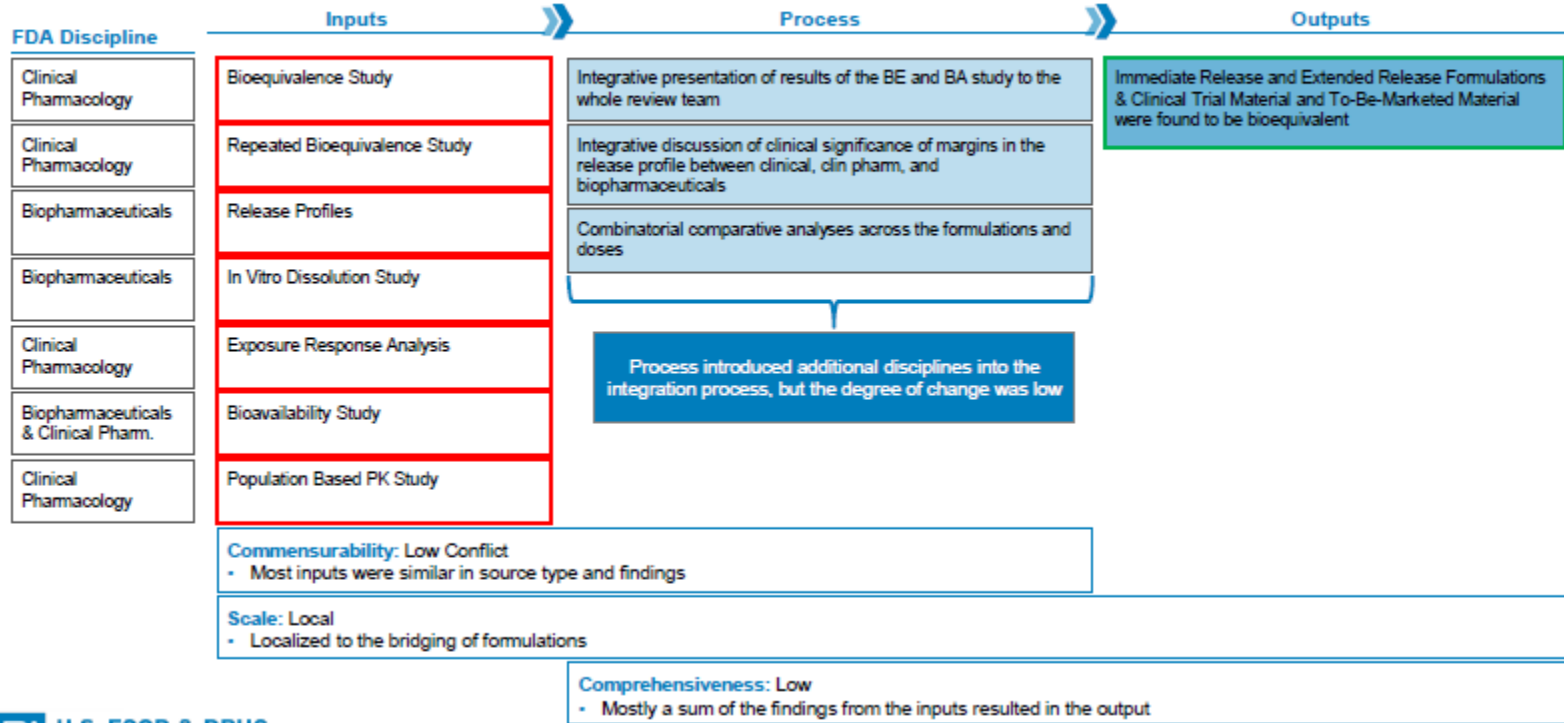 Inputs
Process
Outputs
FDA Discipline
Clinical
Pharmacology
Bioequivalence Study
Integrative presentation of results of the BE and BA study to the
whole review team
Immediate Release and Extended Release Formulations
& Clinical Trial Material and To-Be-Marketed Material
were found to be bioequivalent
Clinical
Pharmacology
Repeated Bioequivalence Study
Integrative discussion of clinical significance of margins in the
release profile between clinical, clin pharm, and
biopharmaceuticals
Biopharmaceuticals
Release Profiles
Combinatorial comparative analyses across the formulations and
doses
Biopharmaceuticals
In Vitro Dissolution Study
Clinical
Pharmacology
Exposure Response Analysis
Process introduced additional disciplines into the
integration process, but the degree of change was low
Biopharmaceuticals
& Clinical Pharm.
Bioavailability Study
Clinical
Pharmacology
Population Based PK Study
Commensurability: Low Conflict
• Most inputs were similar in source type and findings
Scale: Local
• Localized to the bridging of formulations
Comprehensiveness: Low
• Mostly a sum of the findings from the inputs resulted in the output
U.S. FOOD & DRUG